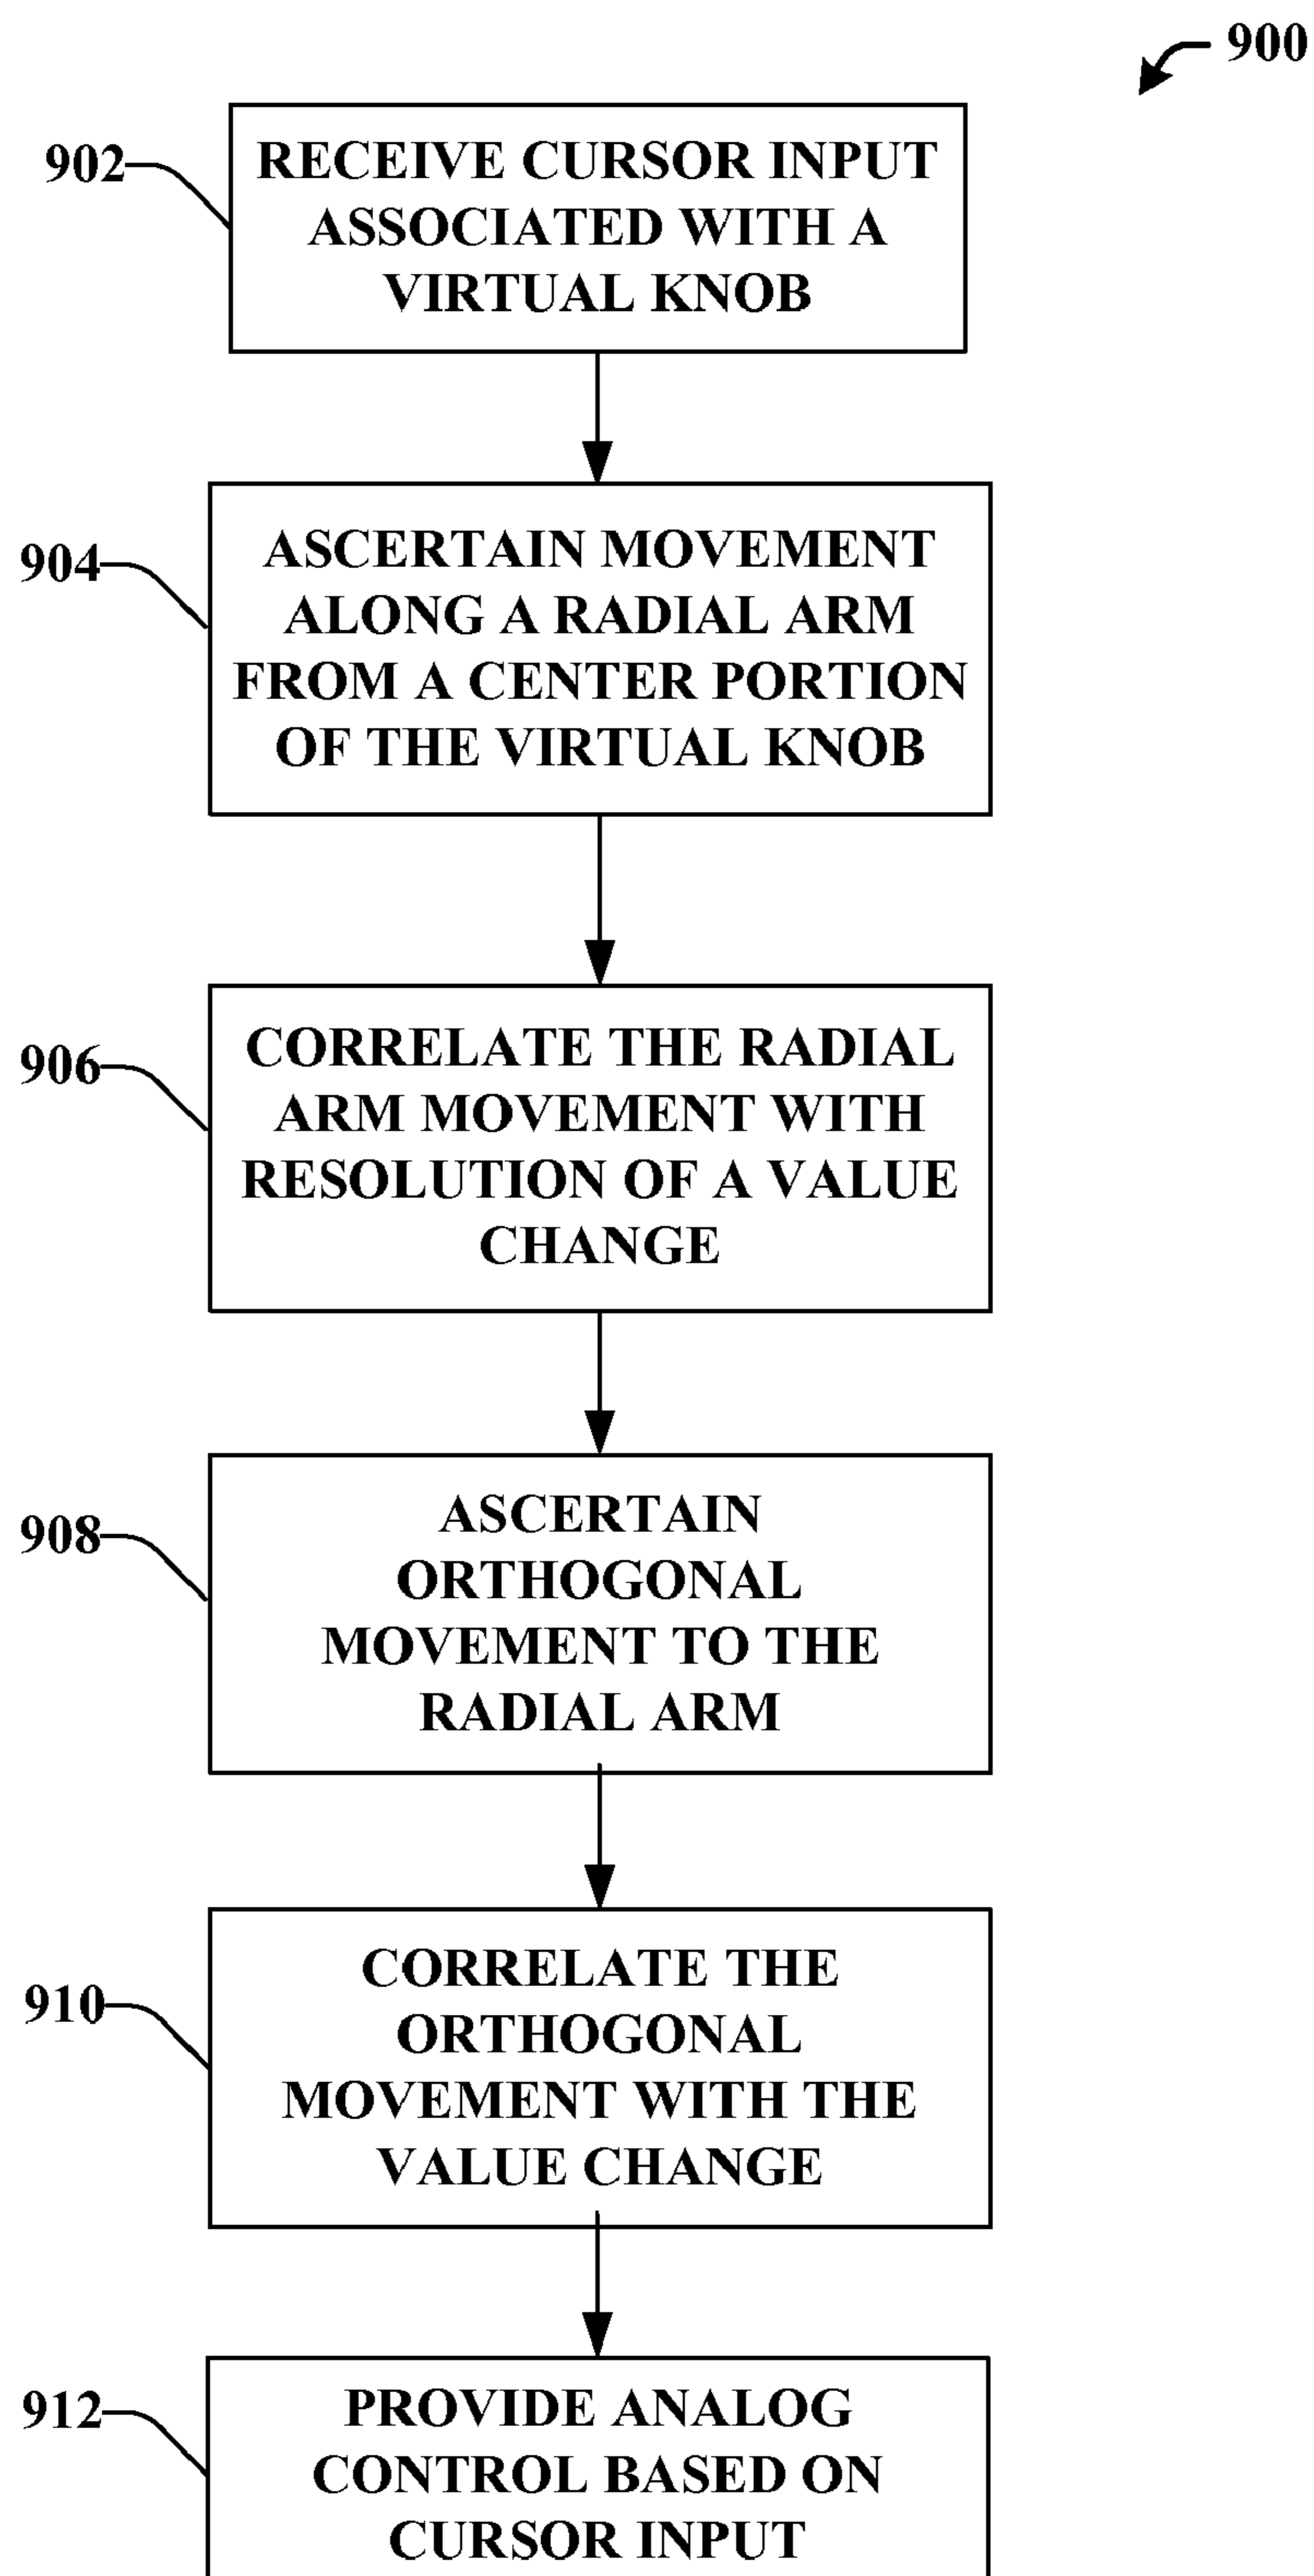 900
902
RECEIVE CURSOR INPUT
ASSOCIATED WITH A
VIRTUAL KNOB
904
ASCERTAIN MOVEMENT
ALONG A RADIAL ARM
FROM A CENTER PORTION
OF THE VIRTUAL KNOB
906
CORRELATE THE RADIAL
ARM MOVEMENT WITH
RESOLUTION OF A VALUE
CHANGE
908
ASCERTAIN
ORTHOGONAL
MOVEMENT TO THE
RADIAL ARM
910
CORRELATE THE
ORTHOGONAL
MOVEMENT WITH THE
VALUE CHANGE
912
PROVIDE ANALOG
CONTROL BASED ON
CURSOR INPUT